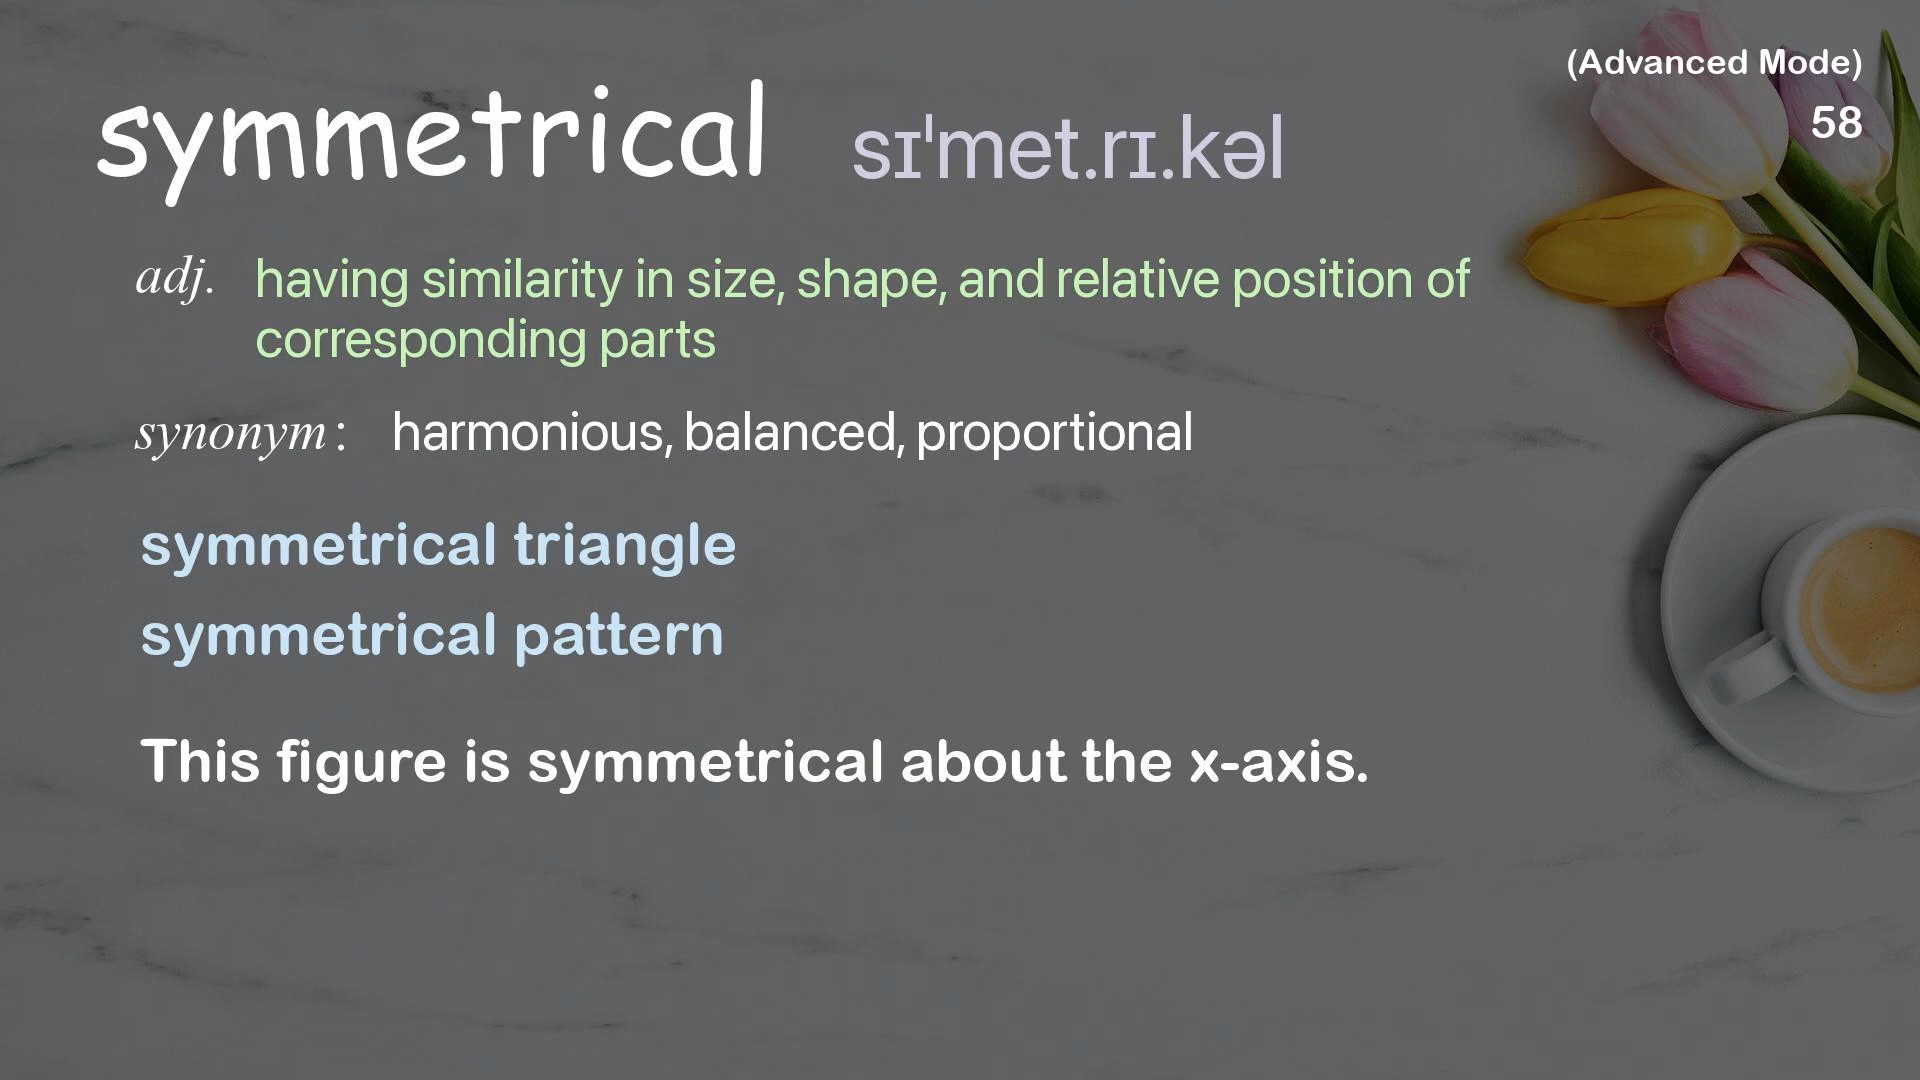 (Advanced Mode)
58
symmetrical sɪˈmet.rɪ.kəl
adj. having similarity in size, shape, and relative position of
corresponding parts
synonym: harmonious, balanced, proportional
symmetrical triangle
symmetrical pattern
This figure is symmetrical about the x-axis.